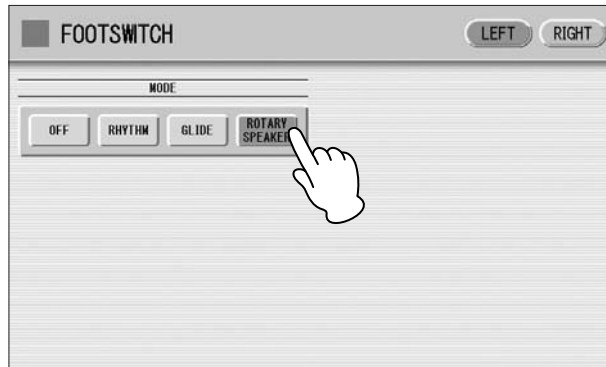 FOOTSWITCH
LEFT RIGHT
MODE
OFF RHYTHM GLIDE ROTARY SPEAKER